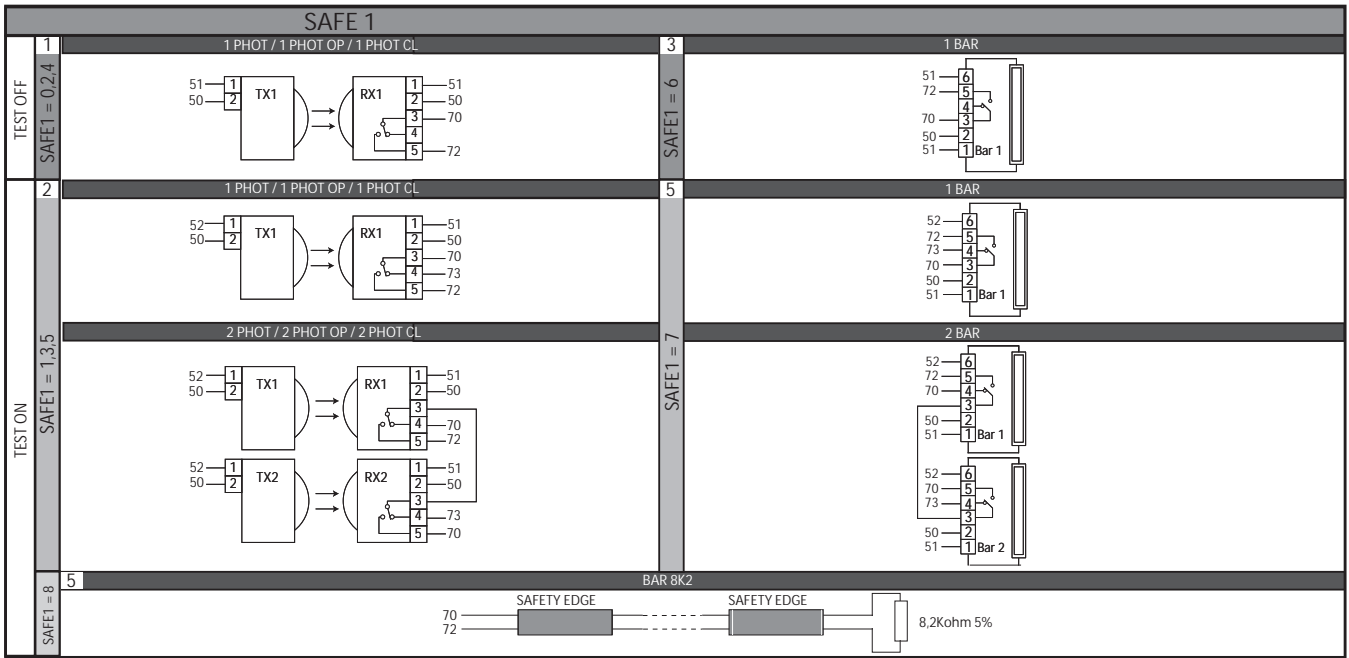 SAFE 1
TEST OFF
SAFE1 = 0,2,4
1
1 PHOT / 1 PHOT OP / 1 PHOT CL
51 1
50 2
TX1
RX1
1 51
2 50
3 70
4
5 72
3
SAFE1 = 6
1 BAR
51 6
72 5
4
70 3
50 2
51 1 Bar 1
TEST ON
SAFE1 = 1,3,5
2
1 PHOT / 1 PHOT OP / 1 PHOT CL
52 1
50 2
TX1
RX1
1 51
2 50
3 70
4 73
5 72
5
SAFE1 = 7
1 BAR
52 6
72 5
73 4
70 3
50 2
51 1 Bar 1
2 PHOT / 2 PHOT OP / 2 PHOT CL
52 1
50 2
TX1
RX1
1 51
2 50
3
4 70
5 72
52 1
50 2
TX2
RX2
1 51
2 50
3
4 73
5 70
2 BAR
52 6
72 5
70 4
3
50 2
51 1 Bar 1
52 6
70 5
73 4
3
50 2
51 1 Bar 2
SAFE1 = 8
5
BAR 8K2
70
72
SAFETY EDGE
SAFETY EDGE
8,2Kohm 5%